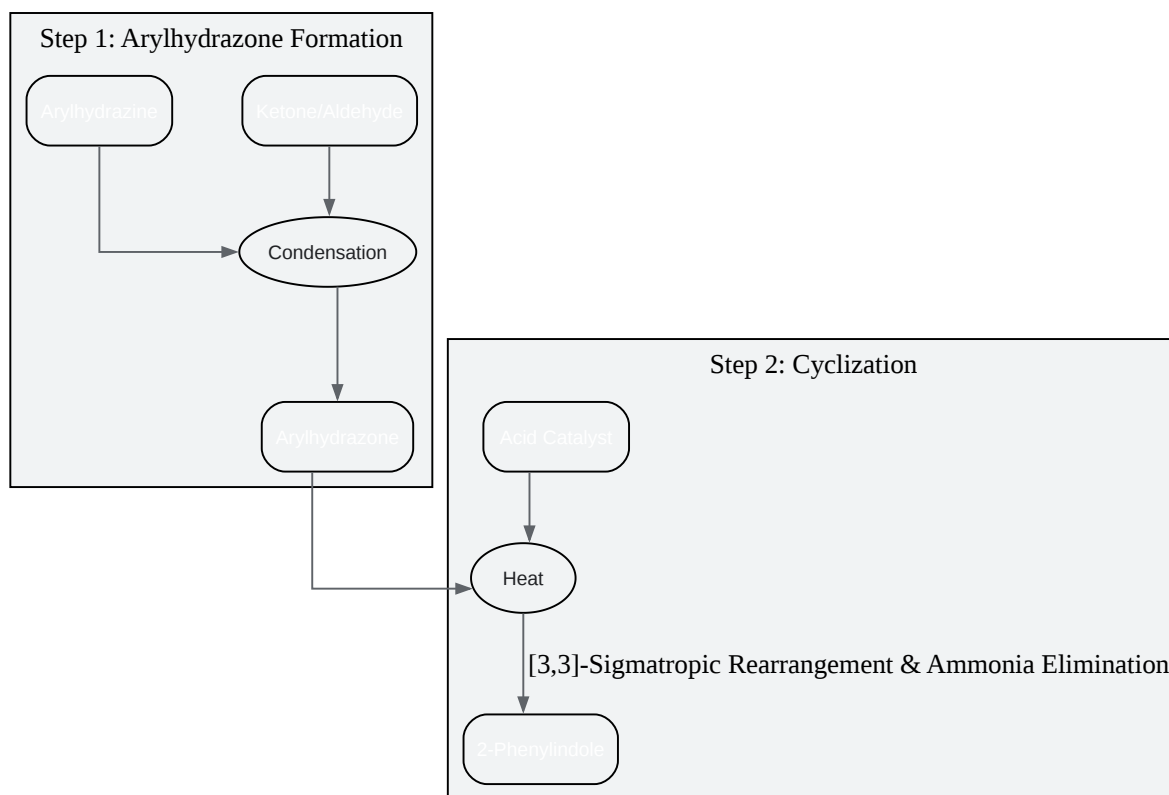 Step 1: Arylhydrazone Formation
Arylhydrazine
Ketone/Aldehyde
Condensation
Arylhydrazone
Step 2: Cyclization
Acid Catalyst
Heat
[3,3]-Sigmatropic Rearrangement & Ammonia Elimination
2-Phenylindole